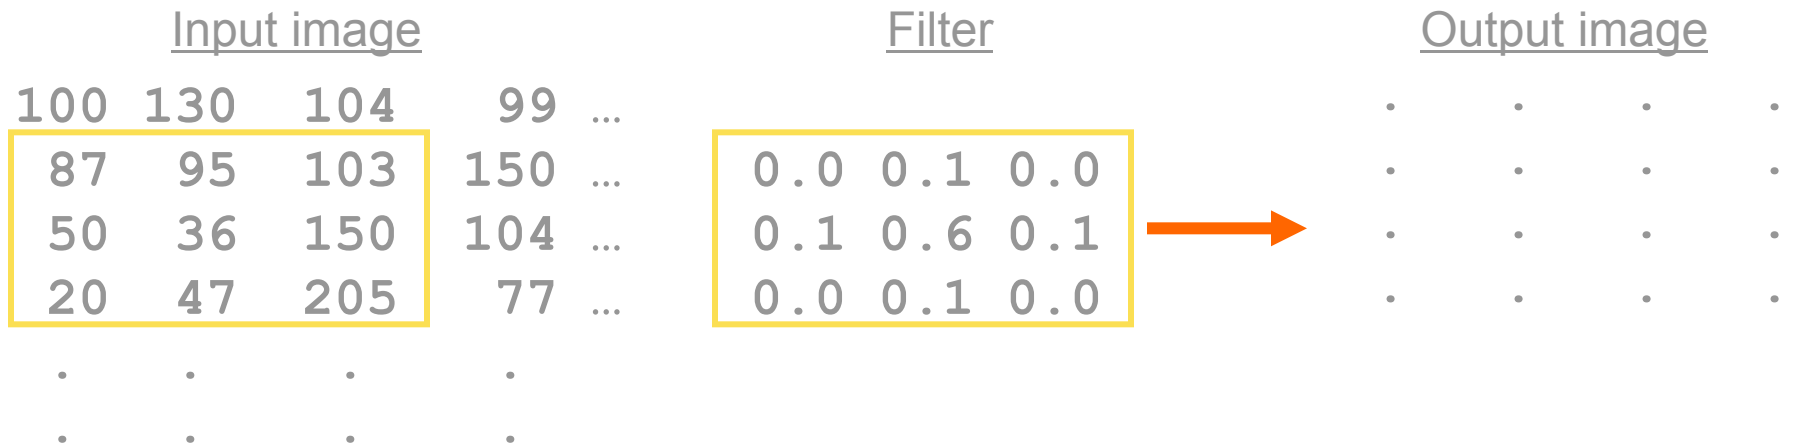 Input image Filter Output image
100 130 104 99 ... . . . .
87 95 103 150 ... 0.0 0.1 0.0 . . . .
50 36 150 104 ... 0.1 0.6 0.1 . . . .
20 47 205 77 ... 0.0 0.1 0.0 . . . .
. . . .
. . . .